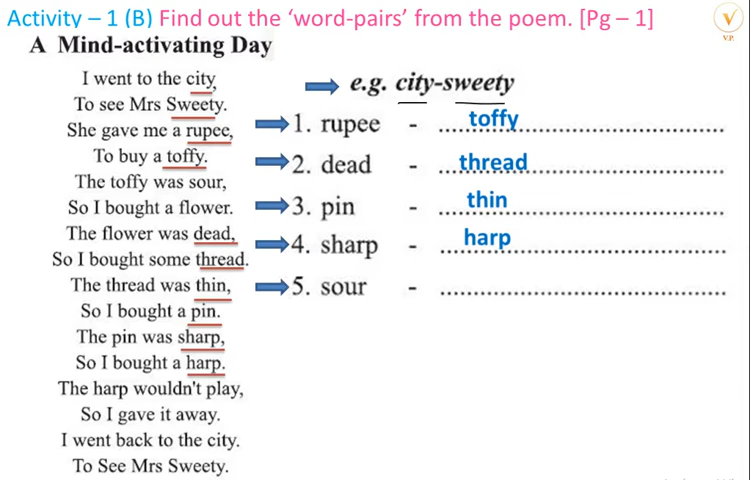 Activity – 1 (B) Find out the ‘word-pairs’ from the poem. [Pg – 1]
V.P.
A Mind-activating Day
I went to the city,
To see Mrs Sweety.
She gave me a rupee,
To buy a toffy.
The toffy was sour,
So I bought a flower.
The flower was dead,
So I bought some thread.
The thread was thin,
So I bought a pin.
The pin was sharp,
So I bought a harp.
The harp wouldn't play,
So I gave it away.
I went back to the city.
To See Mrs Sweety.
e.g. city-sweety
1. rupee - ....toffy....................................
2. dead - ...thread....................................
3. pin - ....thin....................................
4. sharp - ....harp....................................
5. sour - ................................................